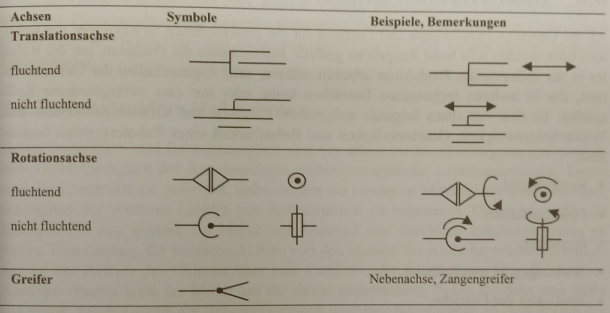 Achsen Symbole Beispiele, Bemerkungen
Translationsachse
fluchtend
nicht fluchtend
Rotationsachse
fluchtend
nicht fluchtend
Greifer Nebenachse, Zangengreifer